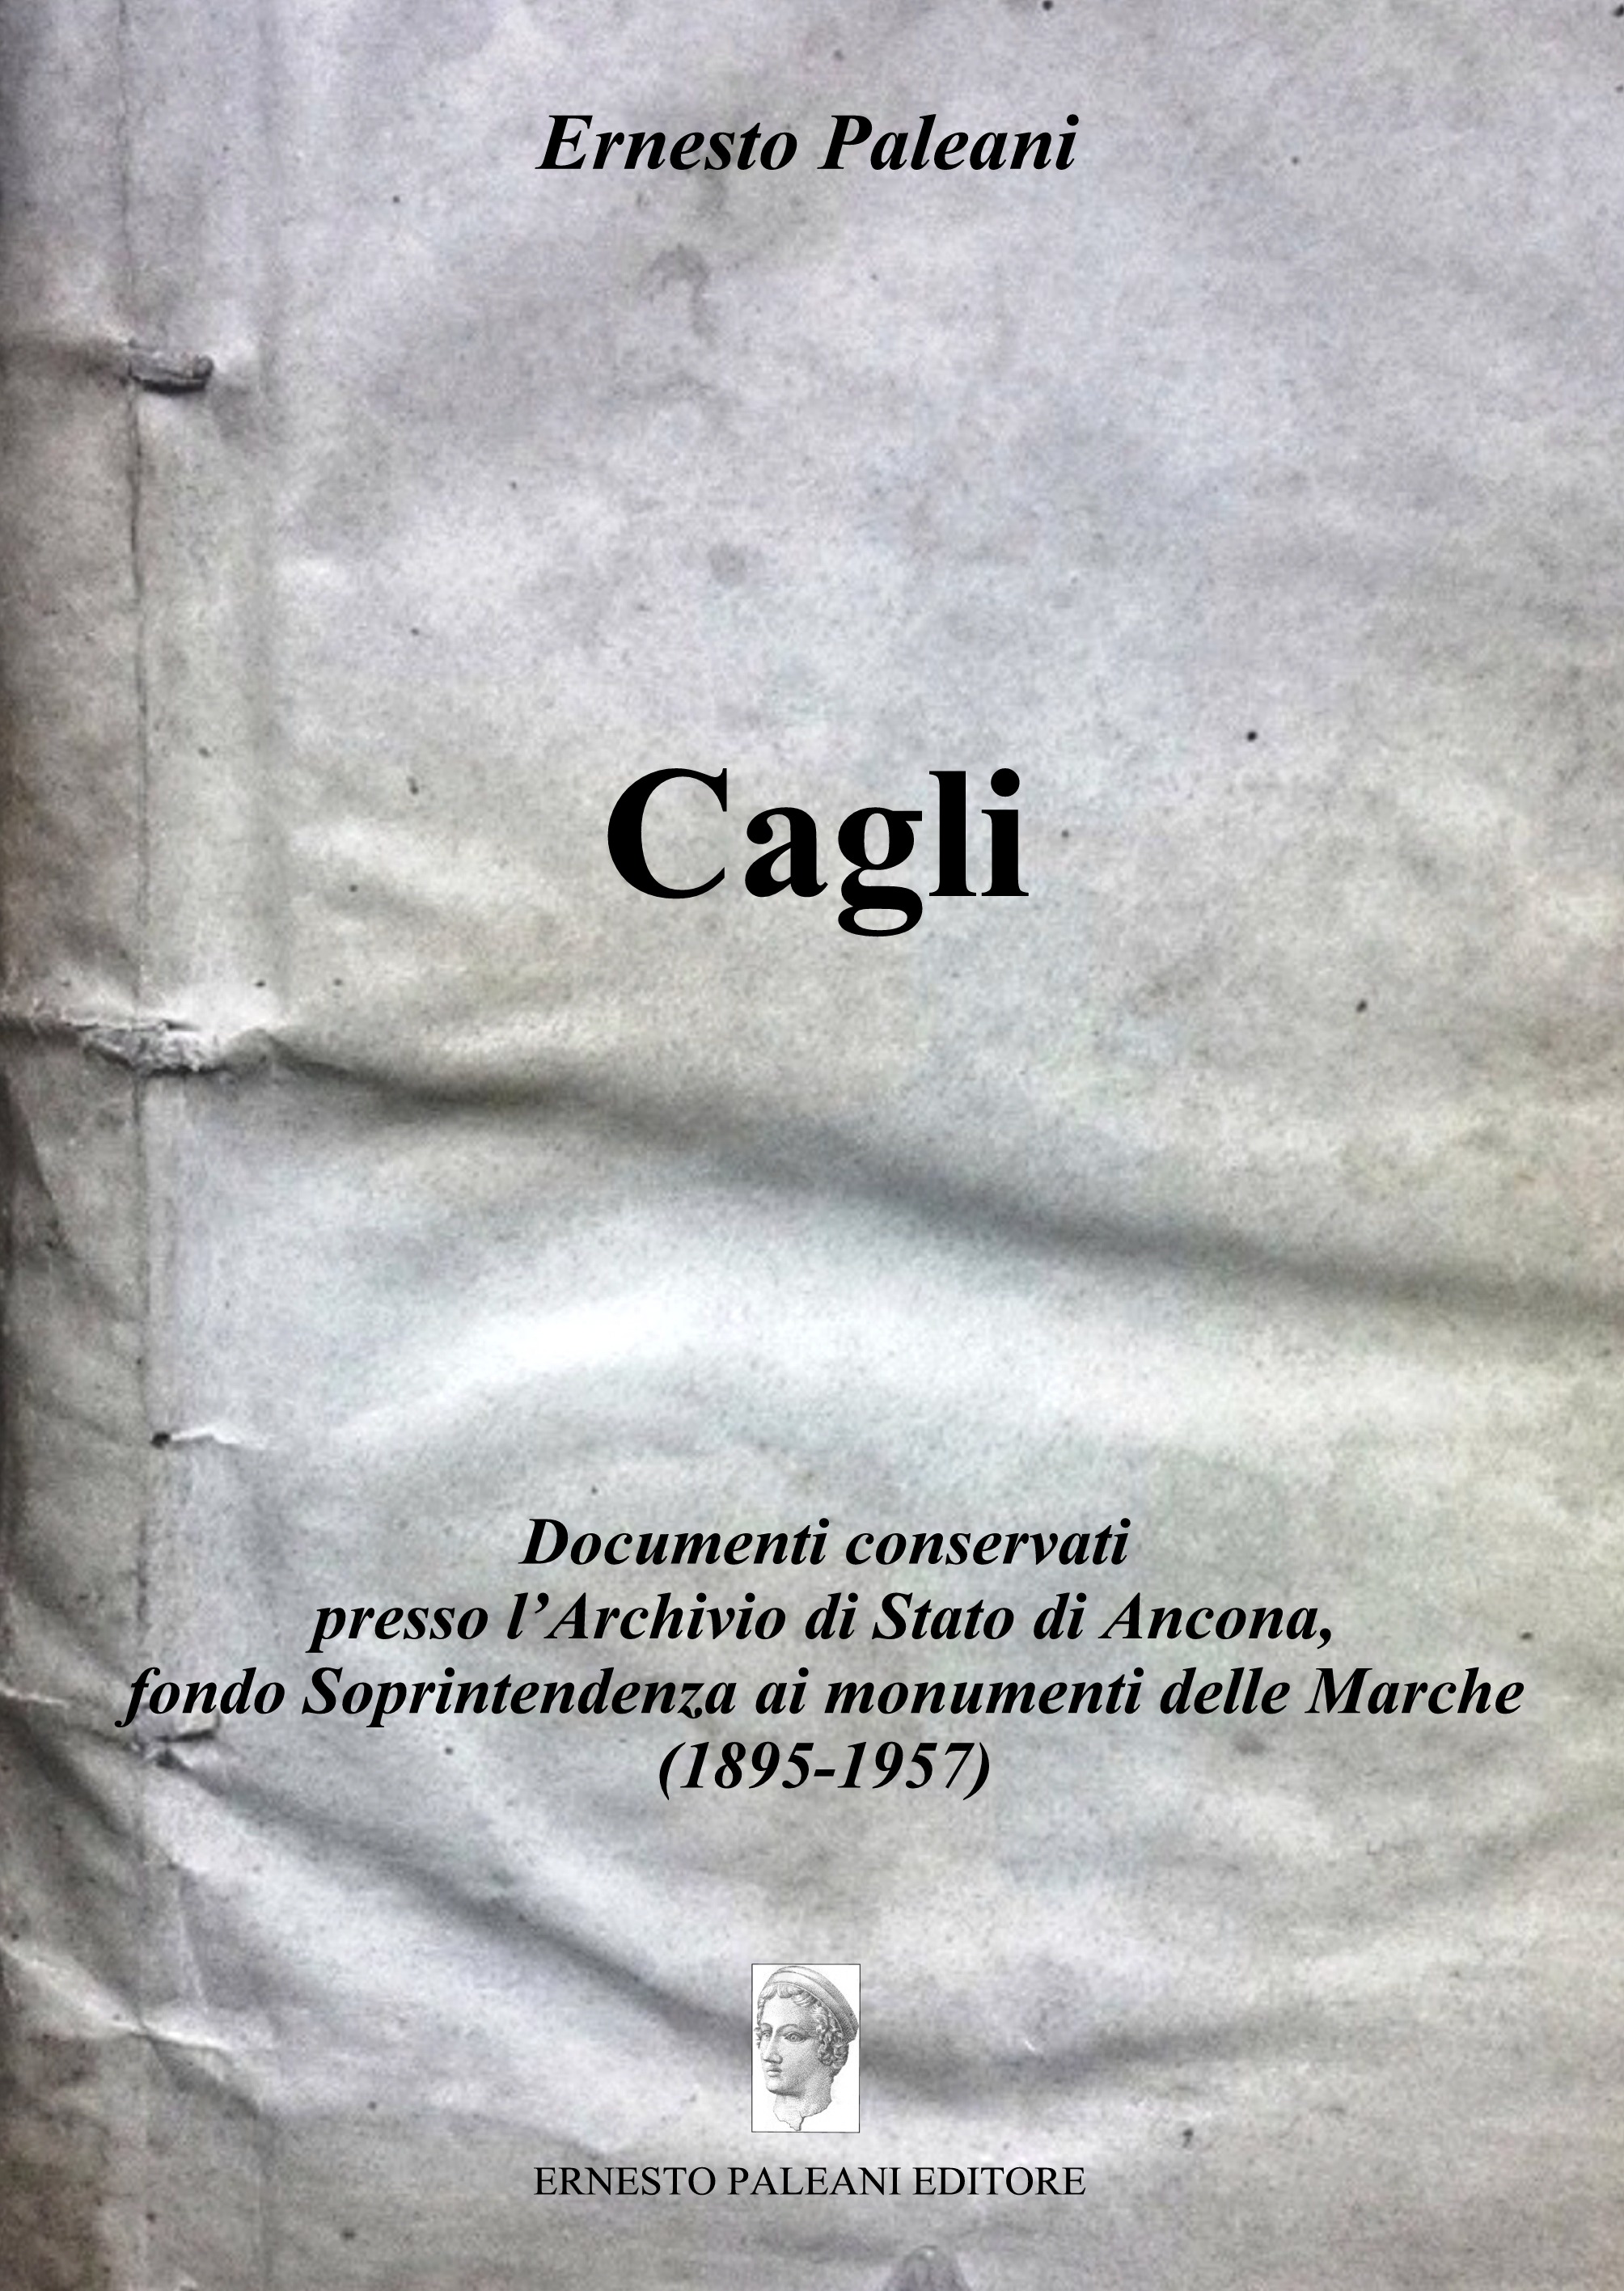 Ernesto Paleani
Cagli
Documenti conservati
presso l’Archivio di Stato di Ancona,
fondo Soprintendenza ai monumenti delle Marche
(1895-1957)
ERNESTO PALEANI EDITORE